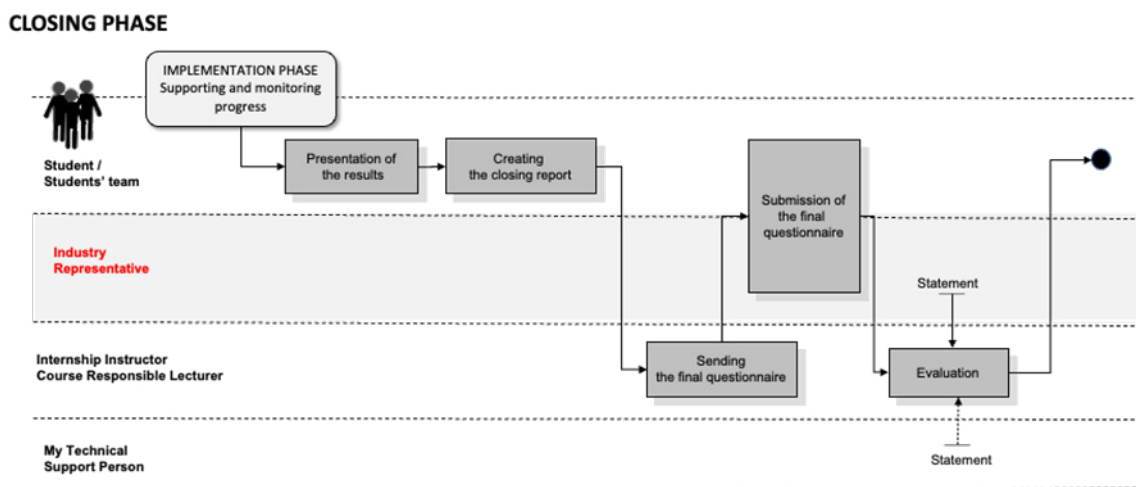 CLOSING PHASE
IMPLEMENTATION PHASE
Supporting and monitoring
progress
Student /
Students' team
Presentation of
the results
Creating
the closing report
Submission of
the final
questionnaire
Industry
Representative
Statement
Internship Instructor
Course Responsible Lecturer
Sending
the final questionnaire
Evaluation
My Technical
Support Person
Statement